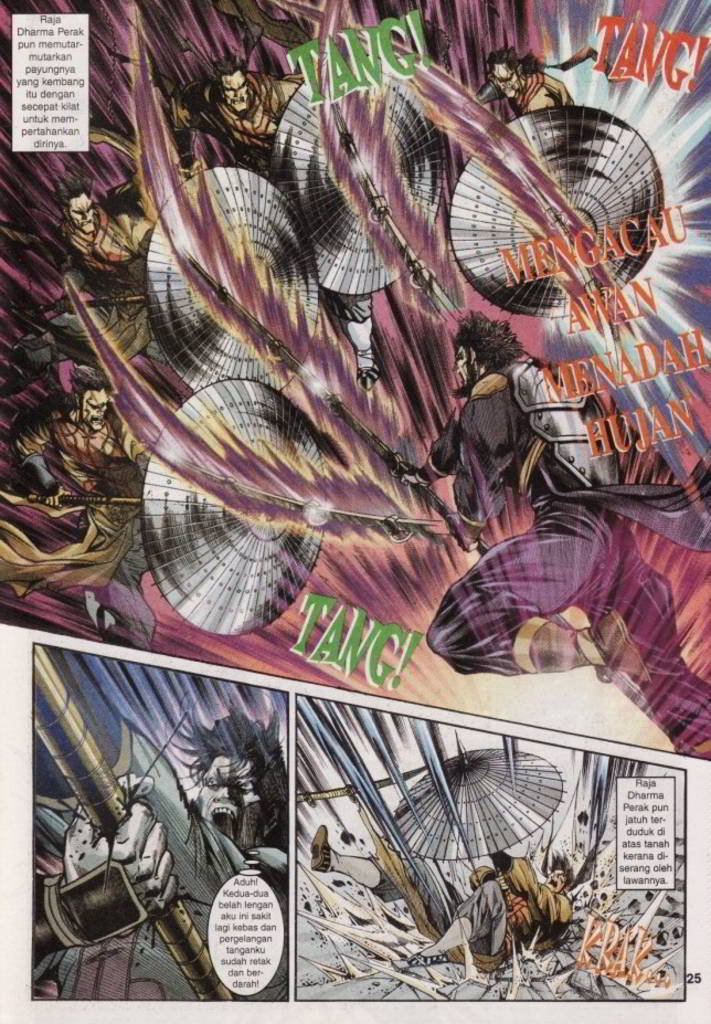 Raja
Dharma Perak
pun memutar-
mutarkan
payungnya
yang kembang
itu dengan
secepat kilat
untuk mem-
pertahankan
dirinya.
TANG!
TANG!
MENGACAU
AWAN
MENADAH
HUJAN
TANG!
Aduh!
Kedua-dua
belah lengan
aku ini sakit
lagi kebas dan
pergelangan
tanganku
sudah retak
dan ber-
darah!
Raja
Dharma
Perak pun
jatuh ter-
duduk di
atas tanah
kerana di-
serang oleh
lawannya.
KRAK
25